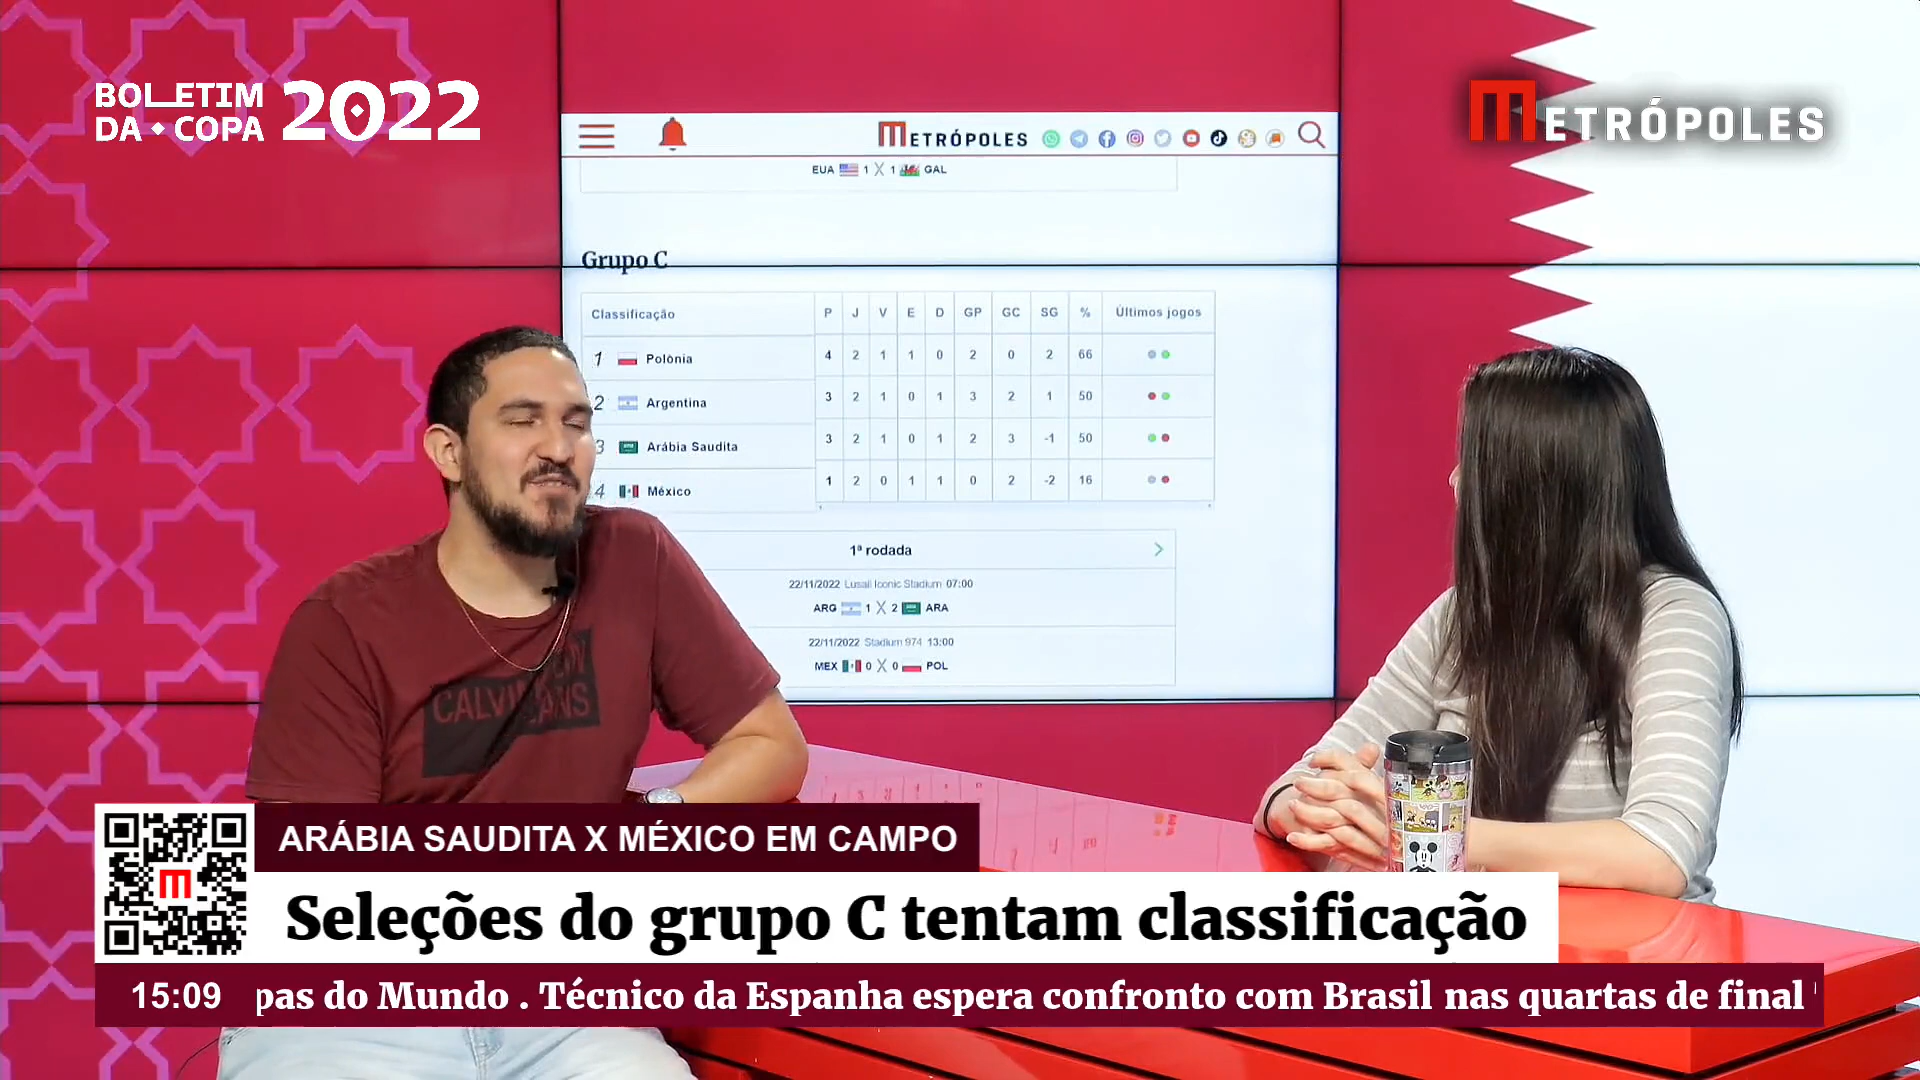 BOLETIM
DA COPA 2022
METRÓPOLES
METRÓPOLES
EUA 1 X 1 GAL
Grupo C
Classificação P J V E D GP GC SG % Últimos jogos
1 Polônia 4 2 1 1 0 2 0 2 66
2 Argentina 3 2 1 0 1 3 2 1 50
3 Arábia Saudita 3 2 1 0 1 2 3 -1 50
4 México 1 2 0 1 1 0 2 -2 16
1ª rodada
22/11/2022 Lusail Iconic Stadium 07:00
ARG 1 X 2 ARA
22/11/2022 Stadium 974 13:00
MEX 0 X 0 POL
ARÁBIA SAUDITA X MÉXICO EM CAMPO
Seleções do grupo C tentam classificação
15:09 pas do Mundo . Técnico da Espanha espera confronto com Brasil nas quartas de final